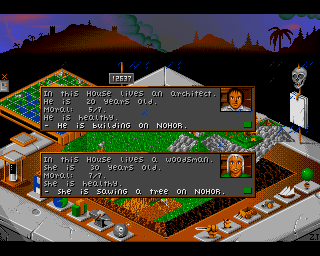 12637
In this House lives an architect.
He is 20 years old.
Moral: 5/7.
He is healthy.
- He is building on NOHOR.
In this House lives a woodsman.
She is 30 years old.
Moral: 7/7.
She is healthy.
- She is sawing a tree on NOHOR.